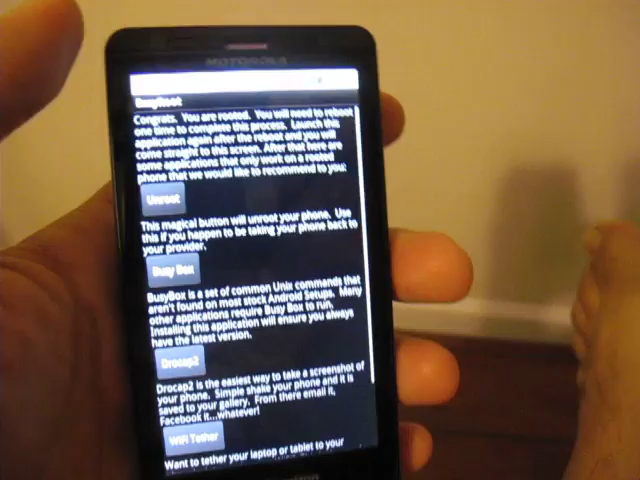 MOTOROLA
EasyRoot
Congrats. You are rooted. You will need to reboot
one time to complete this process. Launch this
application again after the reboot and you will
come straight to this screen. After that here are
some applications that only work on a rooted
phone that we would like to recommend to you:
Unroot
This magical button will unroot your phone. Use
this if you happen to be taking your phone back to
your provider.
Busy Box
BusyBox is a set of common Unix commands that
aren't found on most stock Android Setups. Many
other applications require Busy Box to run,
Installing this application will ensure you always
have the latest version.
Drocap2
Drocap2 is the easiest way to take a screenshot of
your phone. Simple shake your phone and it is
saved to your gallery. From there email it,
Facebook it...whatever!
WiFi Tether
Want to tether your laptop or tablet to your